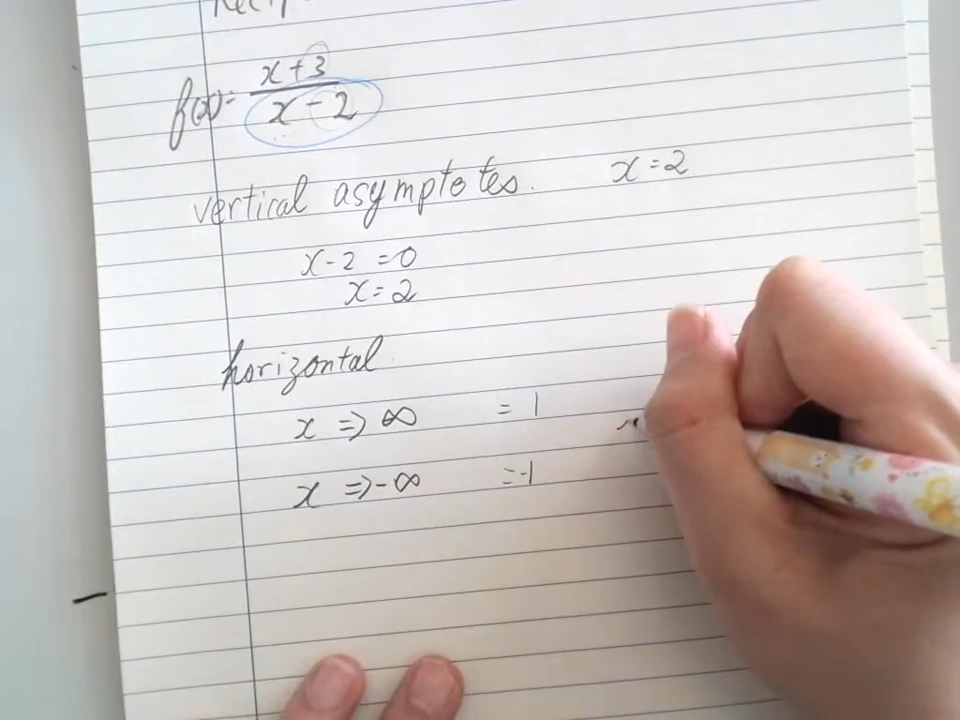 f(x) = x + 3 / x - 2
vertical asymptotes. x = 2
x - 2 = 0
x = 2
horizontal
x ⇒ ∞ = 1
x ⇒ -∞ = -1